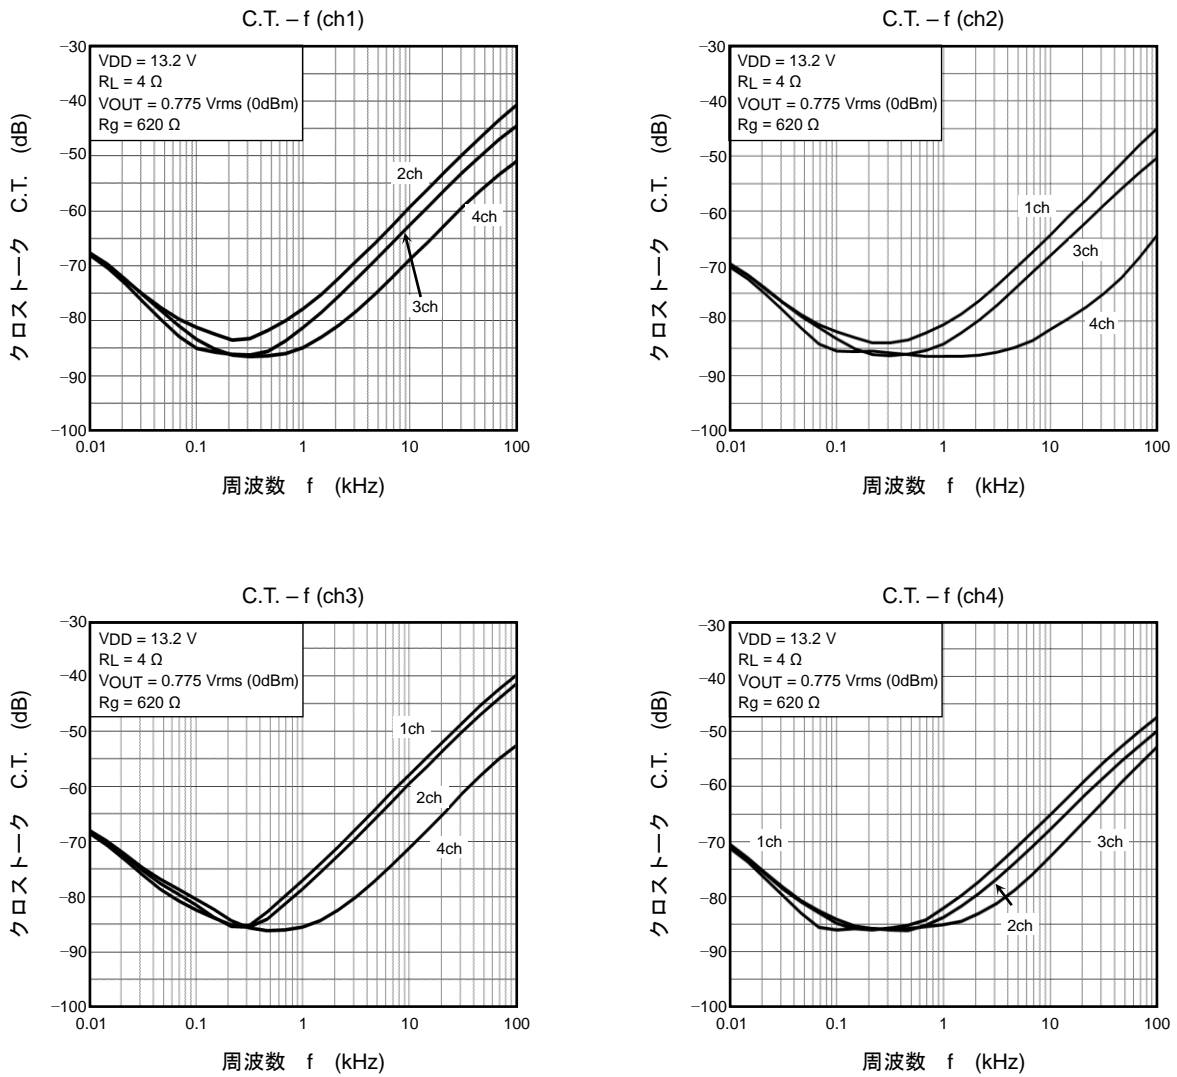 C.T. – f (ch1)
クロストーク C.T. (dB)
−30
−40
−50
−60
−70
−80
−90
−100
VDD = 13.2 V
RL = 4 Ω
VOUT = 0.775 Vrms (0dBm)
Rg = 620 Ω
2ch
4ch
3ch
0.01 0.1 1 10 100
周波数 f (kHz)
C.T. – f (ch2)
クロストーク C.T. (dB)
−30
−40
−50
−60
−70
−80
−90
−100
VDD = 13.2 V
RL = 4 Ω
VOUT = 0.775 Vrms (0dBm)
Rg = 620 Ω
1ch
3ch
4ch
0.01 0.1 1 10 100
周波数 f (kHz)
C.T. – f (ch3)
クロストーク C.T. (dB)
−30
−40
−50
−60
−70
−80
−90
−100
VDD = 13.2 V
RL = 4 Ω
VOUT = 0.775 Vrms (0dBm)
Rg = 620 Ω
1ch
2ch
4ch
0.01 0.1 1 10 100
周波数 f (kHz)
C.T. – f (ch4)
クロストーク C.T. (dB)
−30
−40
−50
−60
−70
−80
−90
−100
VDD = 13.2 V
RL = 4 Ω
VOUT = 0.775 Vrms (0dBm)
Rg = 620 Ω
1ch
3ch
2ch
0.01 0.1 1 10 100
周波数 f (kHz)